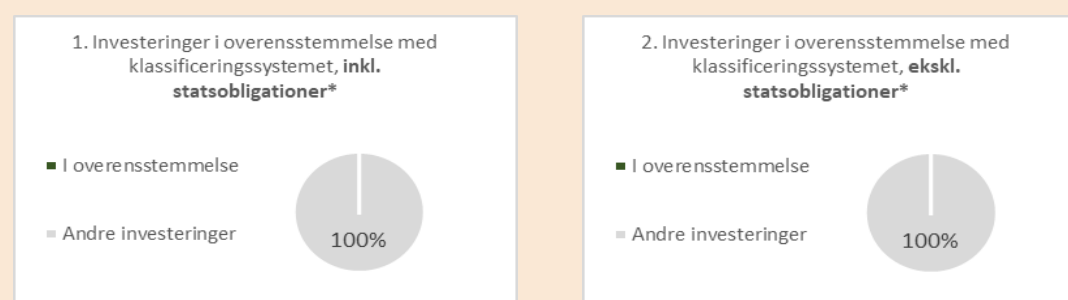 1. Investeringer i overensstemmelse med
klassificeringssystemet, inkl.
statsobligationer*
I overensstemmelse
Andre investeringer
100%
2. Investeringer i overensstemmelse med
klassificeringssystemet, ekskl.
statsobligationer*
I overensstemmelse
Andre investeringer
100%